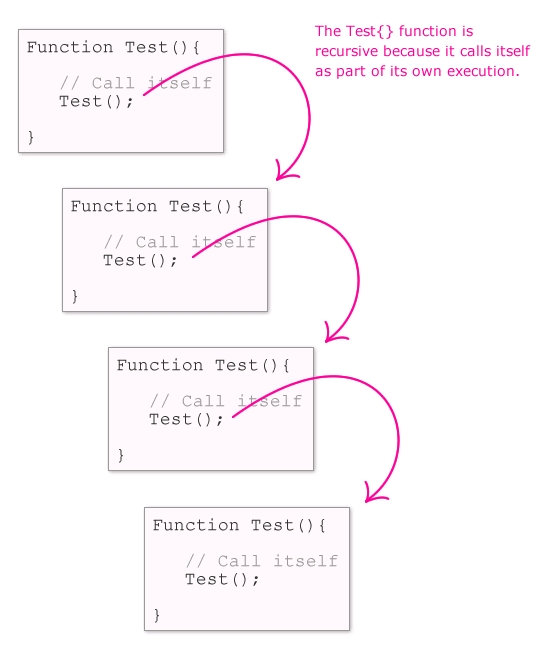 The Test{} function is
recursive because it calls itself
as part of its own execution.
Function Test(){
// Call itself
Test();
}
Function Test(){
// Call itself
Test();
}
Function Test(){
// Call itself
Test();
}
Function Test(){
// Call itself
Test();
}